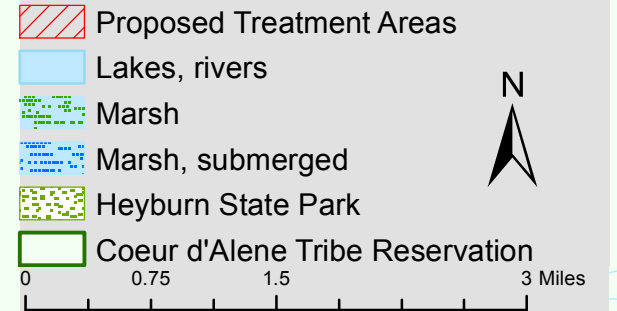 Proposed Treatment Areas
Lakes, rivers
N
Marsh
Marsh, submerged
Heyburn State Park
Coeur d'Alene Tribe Reservation
0 0.75 1.5 3 Miles